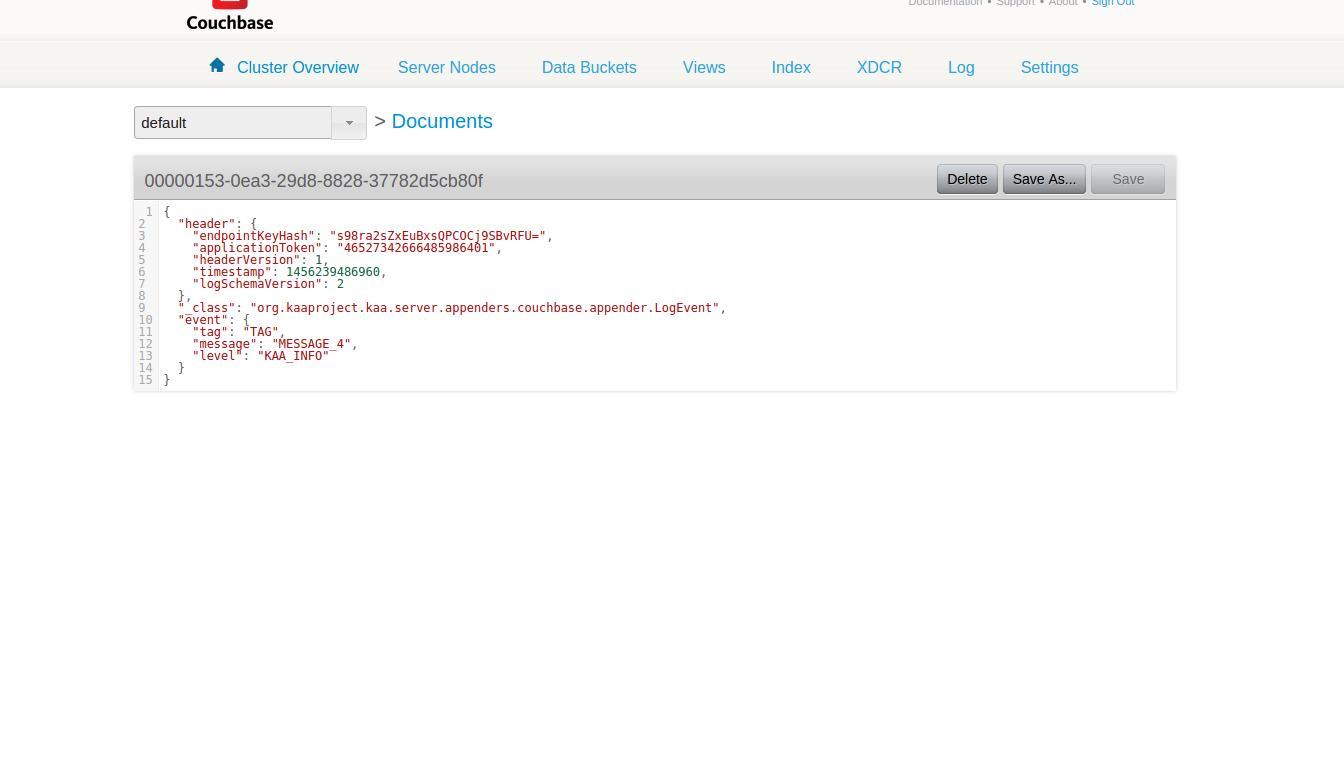 Documentation • Support • About • Sign Out
Couchbase
Cluster Overview Server Nodes Data Buckets Views Index XDCR Log Settings
default > Documents
00000153-0ea3-29d8-8828-37782d5cb80f Delete Save As... Save
1 {
2 "header": {
3 "endpointKeyHash": "s98ra2sZxEuBxsQPCOCj9SBvRFU=",
4 "applicationToken": "46527342666485986401",
5 "headerVersion": 1,
6 "timestamp": 1456239486960,
7 "logSchemaVersion": 2
8 },
9 "_class": "org.kaaproject.kaa.server.appenders.couchbase.appender.LogEvent",
10 "event": {
11 "tag": "TAG",
12 "message": "MESSAGE_4",
13 "level": "KAA_INFO"
14 }
15 }